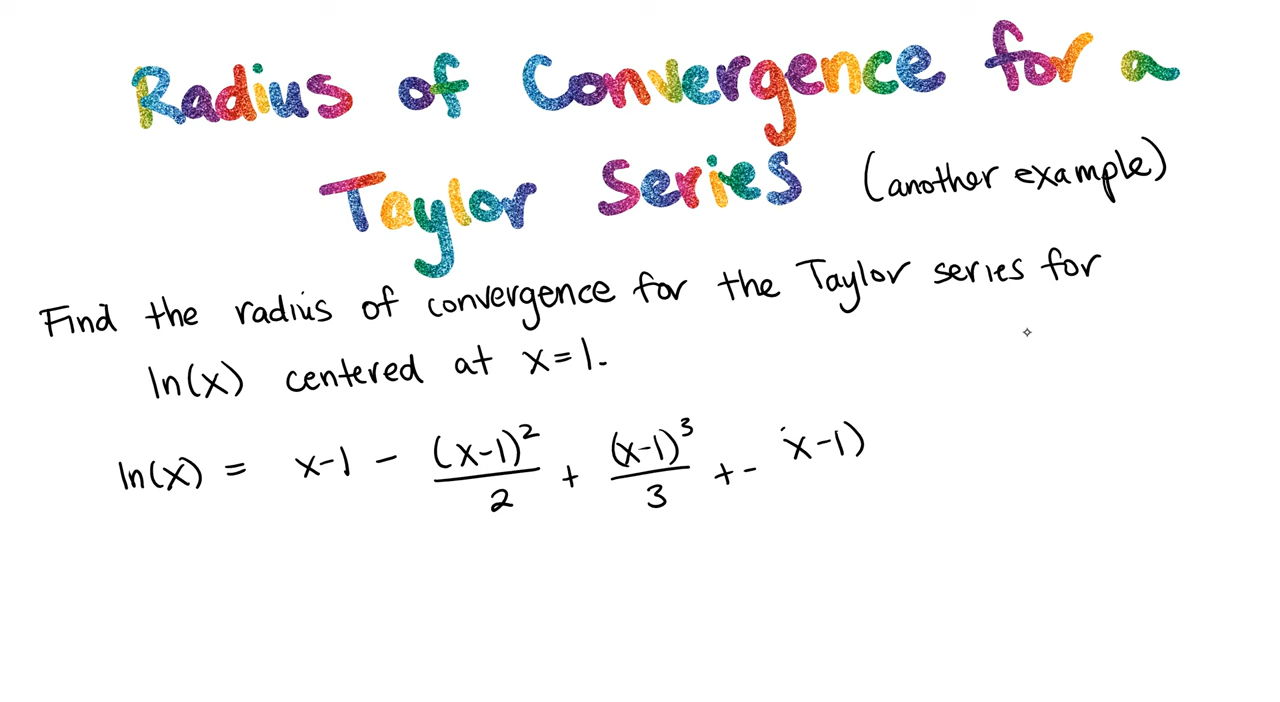 Radius of Convergence for a
Taylor Series (another example)
Find the radius of convergence for the Taylor series for
ln(x) centered at x=1.
ln(x) = x-1 - (x-1)^2/2 + (x-1)^3/3 + - x-1)